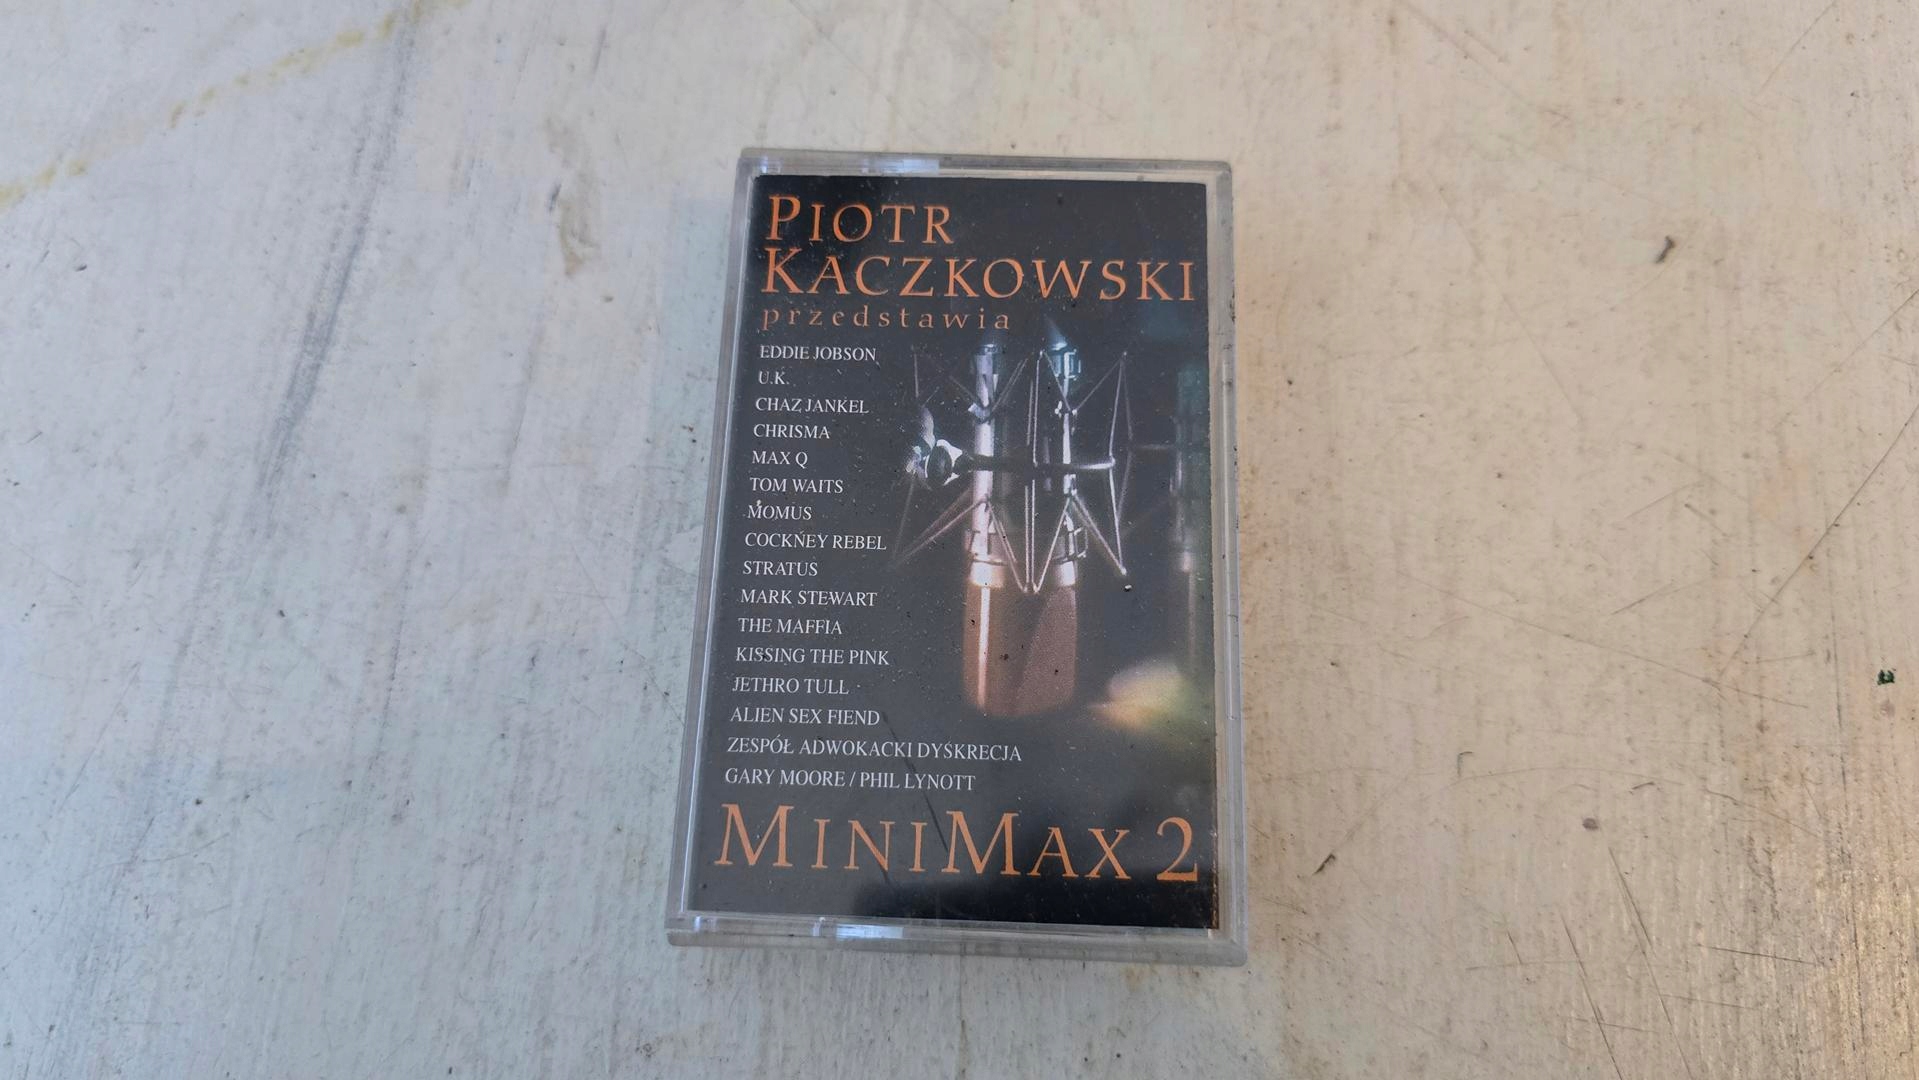 PIOTR
KACZKOWSKI
przedstawia
EDDIE JOBSON
U.K.
CHAZ JANKEL
CHRISMA
MAX Q
TOM WAITS
MOMUS
COCKNEY REBEL
STRATUS
MARK STEWART
THE MAFFIA
KISSING THE PINK
JETHRO TULL
ALIEN SEX FIEND
ZESPÓŁ ADWOKACKI DYSKRECJA
GARY MOORE / PHIL LYNOTT
MINIMAX 2